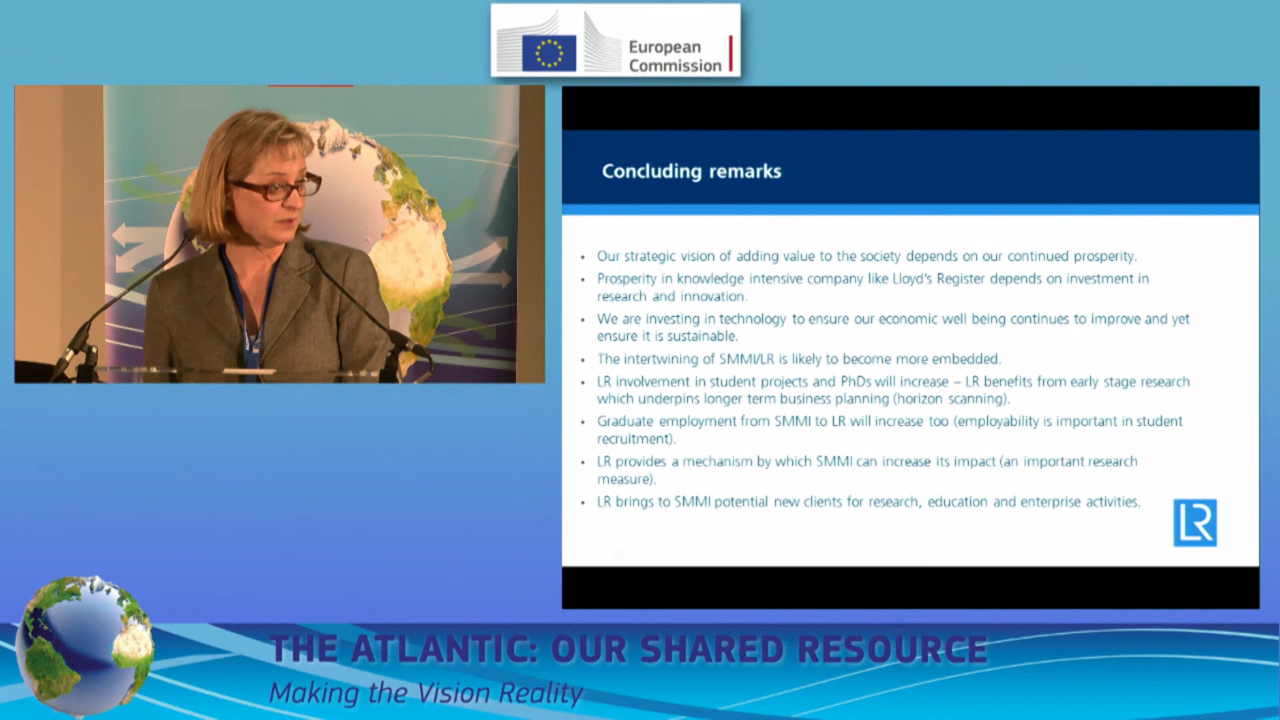 European
Commission
Concluding remarks
• Our strategic vision of adding value to the society depends on our continued prosperity.
• Prosperity in knowledge intensive company like Lloyd's Register depends on investment in
research and innovation.
• We are investing in technology to ensure our economic well being continues to improve and yet
ensure it is sustainable.
• The intertwining of SMMI/LR is likely to become more embedded.
• LR involvement in student projects and PhDs will increase – LR benefits from early stage research
which underpins longer term business planning (horizon scanning).
• Graduate employment from SMMI to LR will increase too (employability is important in student
recruitment).
• LR provides a mechanism by which SMMI can increase its impact (an important research
measure).
• LR brings to SMMI potential new clients for research, education and enterprise activities.
LR
THE ATLANTIC: OUR SHARED RESOURCE
Making the Vision Reality